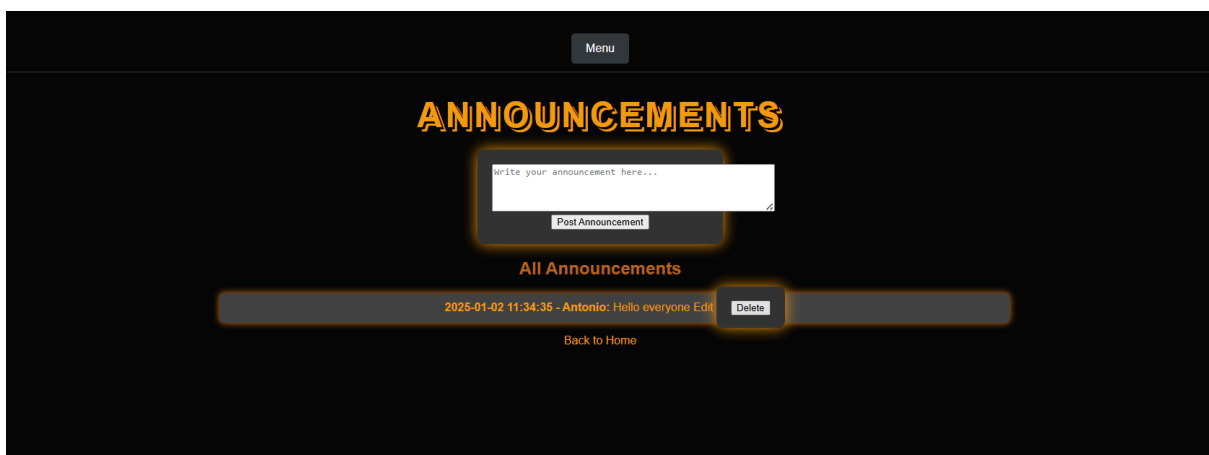 Menu
ANNOUNCEMENTS
Write your announcement here...
Post Announcement
All Announcements
2025-01-02 11:34:35 - Antonio: Hello everyone Edit Delete
Back to Home